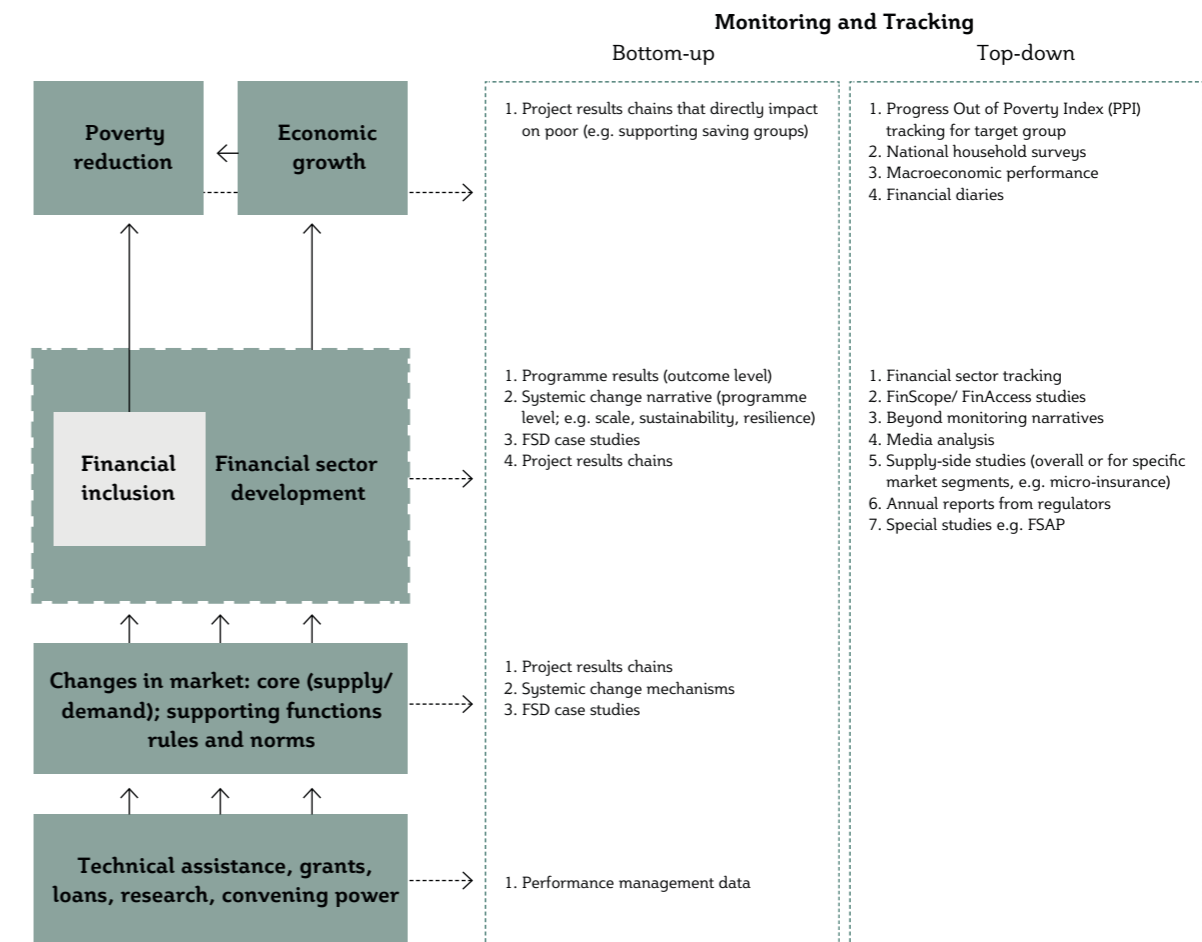 Monitoring and Tracking
Bottom-up
Top-down
Poverty
reduction
Economic
growth
1. Project results chains that directly impact
on poor (e.g. supporting saving groups)
1. Progress Out of Poverty Index (PPI)
tracking for target group
2. National household surveys
3. Macroeconomic performance
4. Financial diaries
Financial
inclusion
Financial sector
development
1. Programme results (outcome level)
2. Systemic change narrative (programme
level; e.g. scale, sustainability, resilience)
3. FSD case studies
4. Project results chains
1. Financial sector tracking
2. FinScope/ FinAccess studies
3. Beyond monitoring narratives
4. Media analysis
5. Supply-side studies (overall or for specific
market segments, e.g. micro-insurance)
6. Annual reports from regulators
7. Special studies e.g. FSAP
Changes in market: core (supply/
demand); supporting functions
rules and norms
1. Project results chains
2. Systemic change mechanisms
3. FSD case studies
Technical assistance, grants,
loans, research, convening power
1. Performance management data